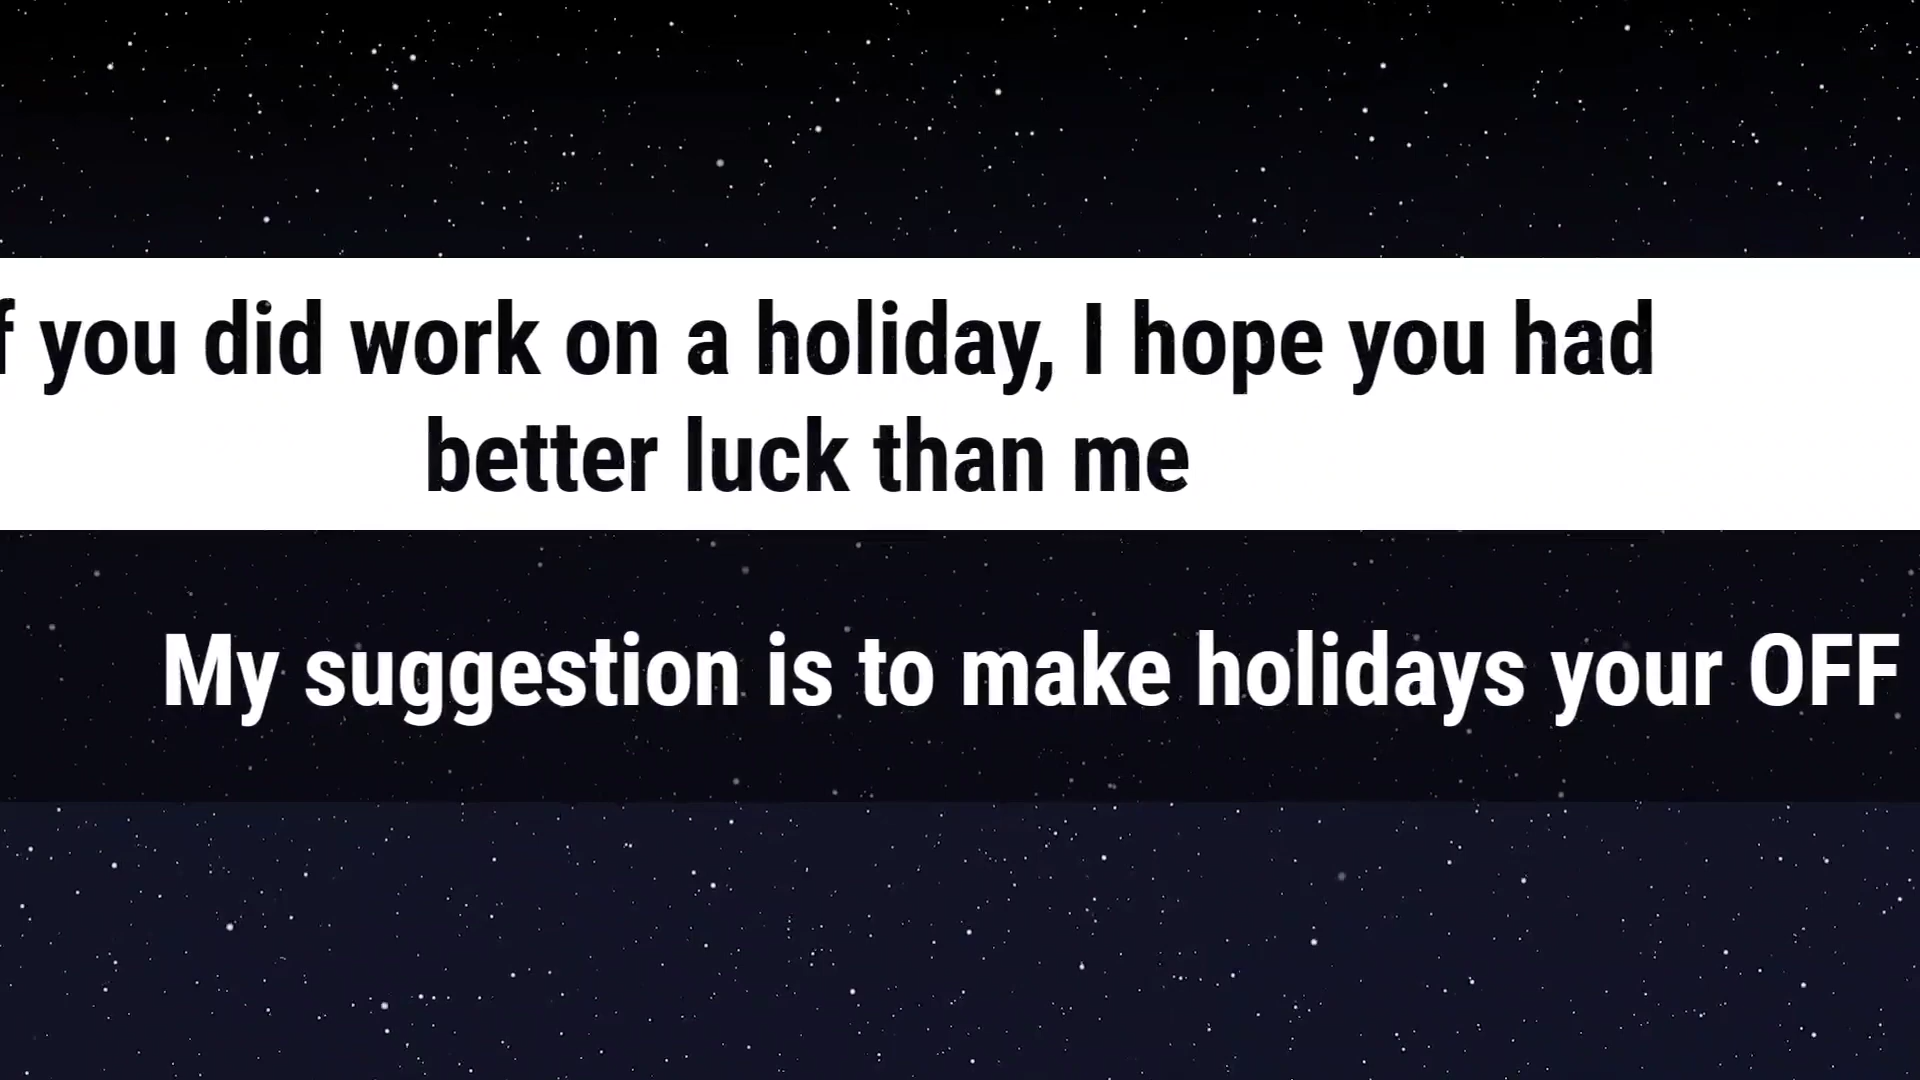 f you did work on a holiday, I hope you had
better luck than me
My suggestion is to make holidays your OFF